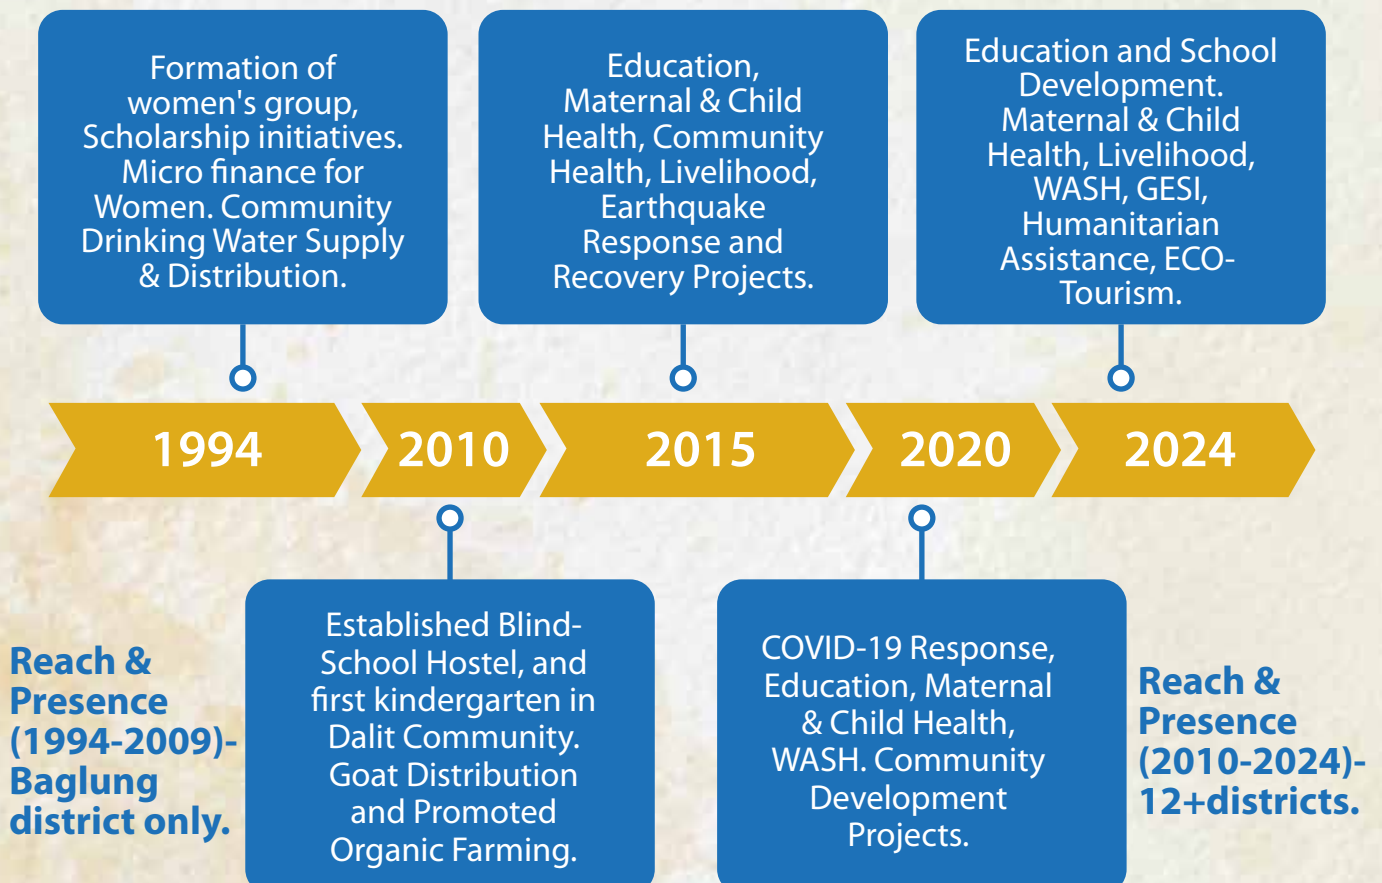 Formation of
women's group,
Scholarship initiatives.
Micro finance for
Women. Community
Drinking Water Supply
& Distribution.
Education,
Maternal & Child
Health, Community
Health, Livelihood,
Earthquake
Response and
Recovery Projects.
Education and School
Development.
Maternal & Child
Health, Livelihood,
WASH, GESI,
Humanitarian
Assistance, ECO-
Tourism.
1994
2010
2015
2020
2024
Reach &
Presence
(1994-2009)-
Baglung
district only.
Established Blind-
School Hostel, and
first kindergarten in
Dalit Community.
Goat Distribution
and Promoted
Organic Farming.
COVID-19 Response,
Education, Maternal
& Child Health,
WASH. Community
Development
Projects.
Reach &
Presence
(2010-2024)-
12+districts.